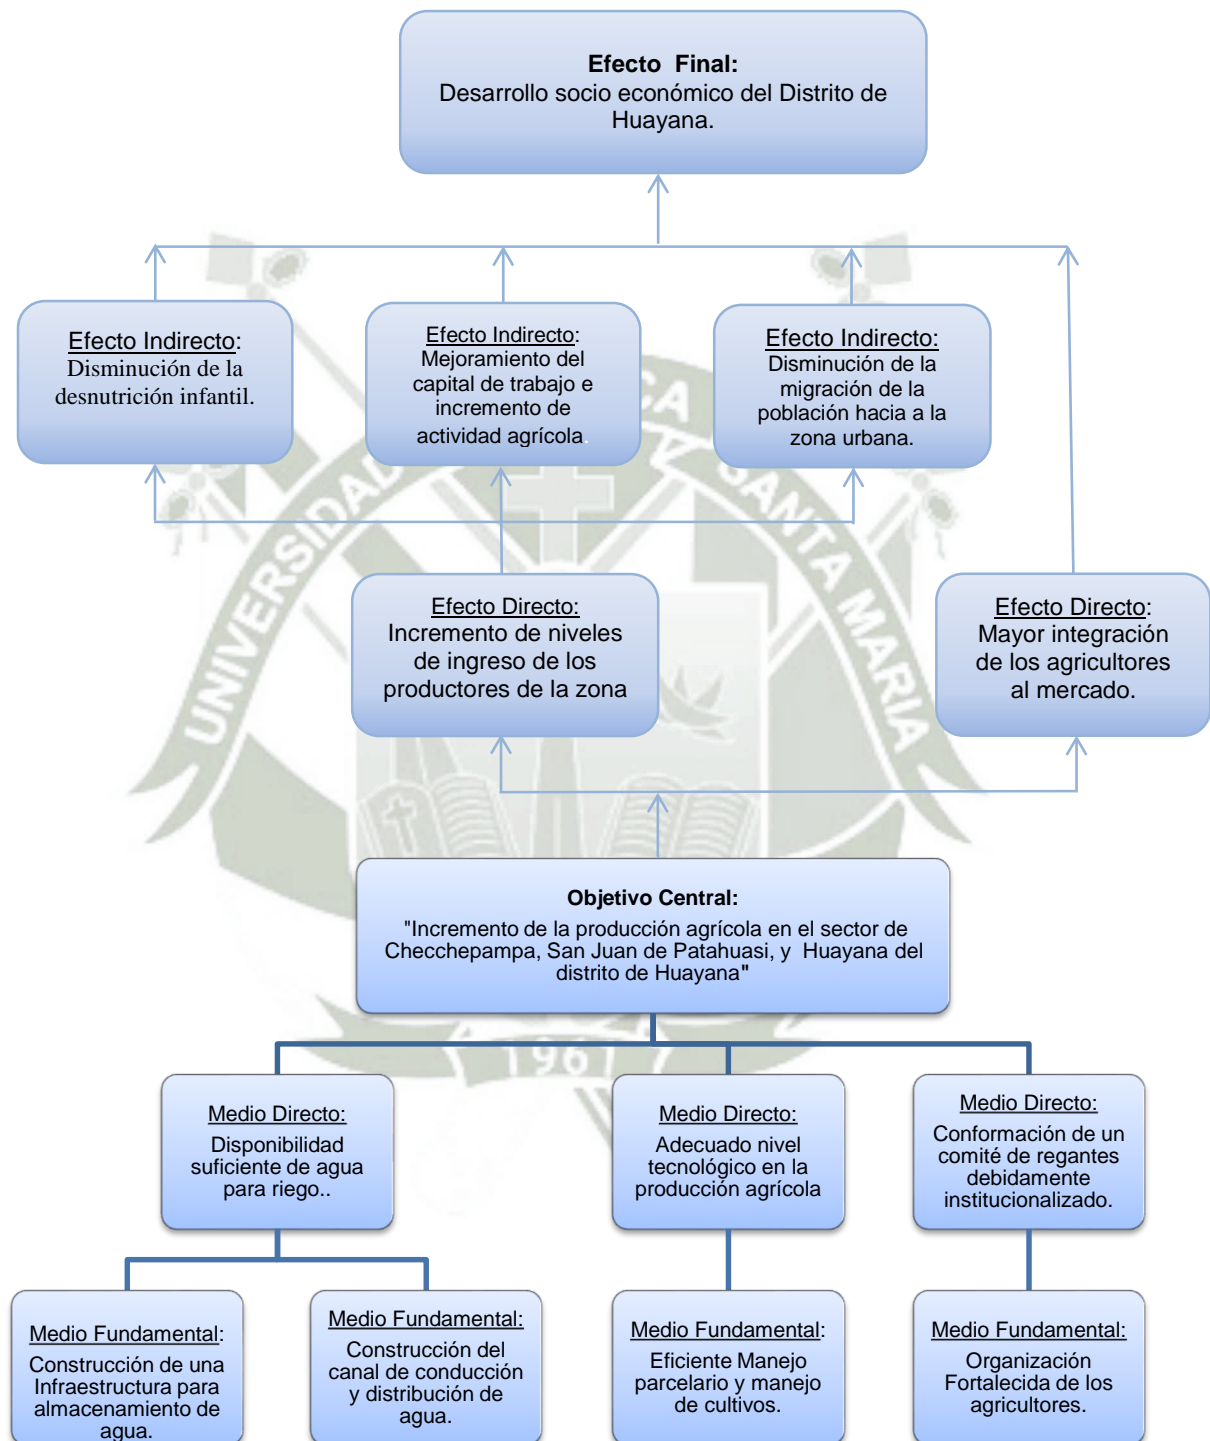 Efecto Final:
Desarrollo socio económico del Distrito de
Huayana.
Efecto Indirecto:
Disminución de la
desnutrición infantil.
Efecto Indirecto:
Mejoramiento del
capital de trabajo e
incremento de
actividad agrícola.
Efecto Indirecto:
Disminución de la
migración de la
población hacia a la
zona urbana.
Efecto Directo:
Incremento de niveles
de ingreso de los
productores de la zona
Efecto Directo:
Mayor integración
de los agricultores
al mercado.
Objetivo Central:
"Incremento de la producción agrícola en el sector de
Checchepampa, San Juan de Patahuasi, y Huayana del
distrito de Huayana"
Medio Directo:
Disponibilidad
suficiente de agua
para riego..
Medio Directo:
Adecuado nivel
tecnológico en la
producción agrícola
Medio Directo:
Conformación de un
comité de regantes
debidamente
institucionalizado.
Medio Fundamental:
Construcción de una
Infraestructura para
almacenamiento de
agua.
Medio Fundamental:
Construcción del
canal de conducción
y distribución de
agua.
Medio Fundamental:
Eficiente Manejo
parcelario y manejo
de cultivos.
Medio Fundamental:
Organización
Fortalecida de los
agricultores.
UNIVERSIDAD
CA
SANTA MARIA
1961